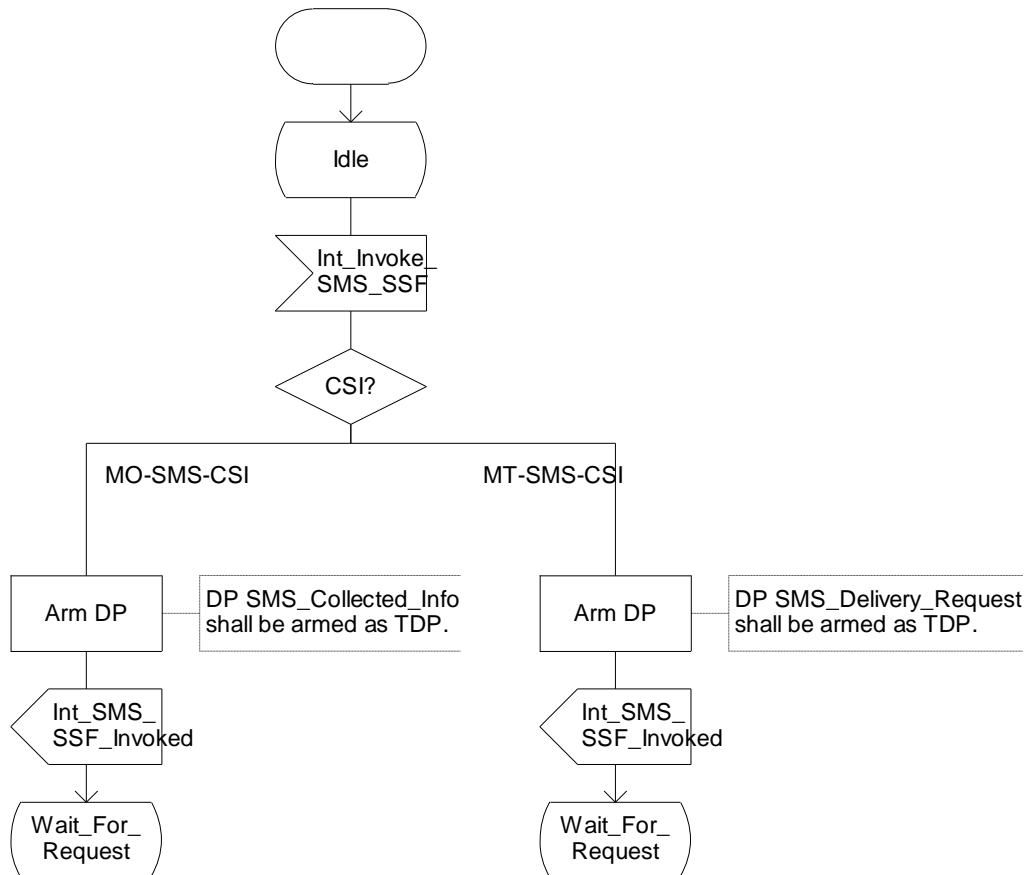 Idle
Int_Invoke_
SMS_SSF
CSI?
MO-SMS-CSI
MT-SMS-CSI
Arm DP
DP SMS_Collected_Info
shall be armed as TDP.
Arm DP
DP SMS_Delivery_Request
shall be armed as TDP.
Int_SMS_
SSF_Invoked
Int_SMS_
SSF_Invoked
Wait_For_
Request
Wait_For_
Request